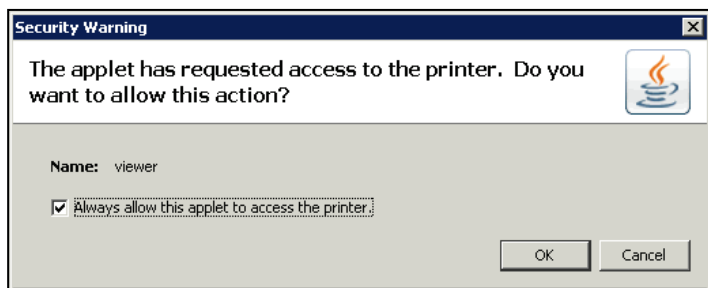 Security Warning
The applet has requested access to the printer. Do you
want to allow this action?
Name: viewer
Always allow this applet to access the printer.
OK Cancel